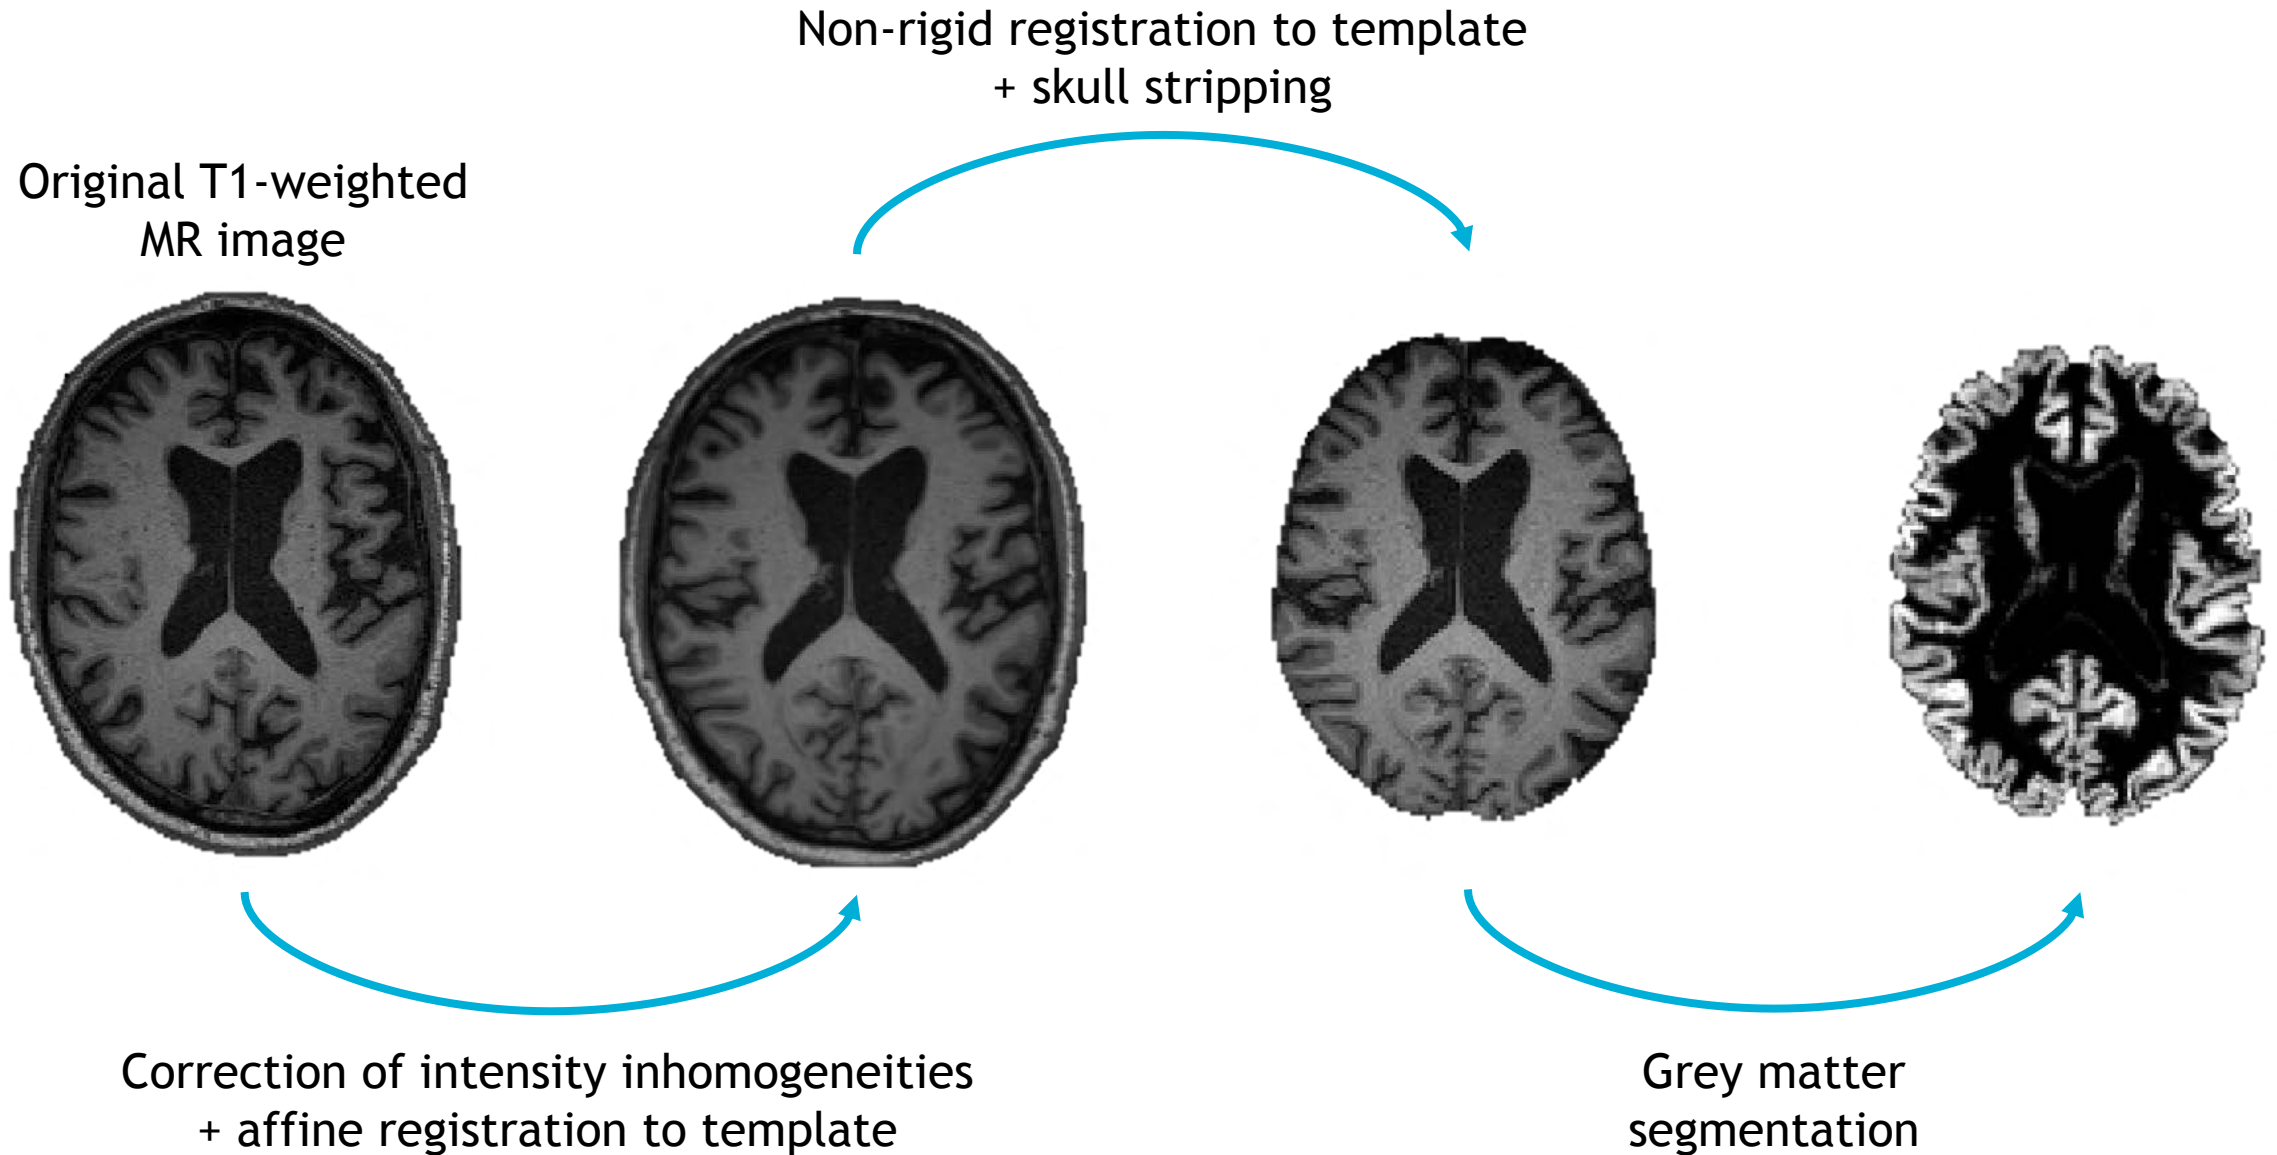 Non-rigid registration to template
+ skull stripping
Original T1-weighted
MR image
Correction of intensity inhomogeneities
+ affine registration to template
Grey matter
segmentation